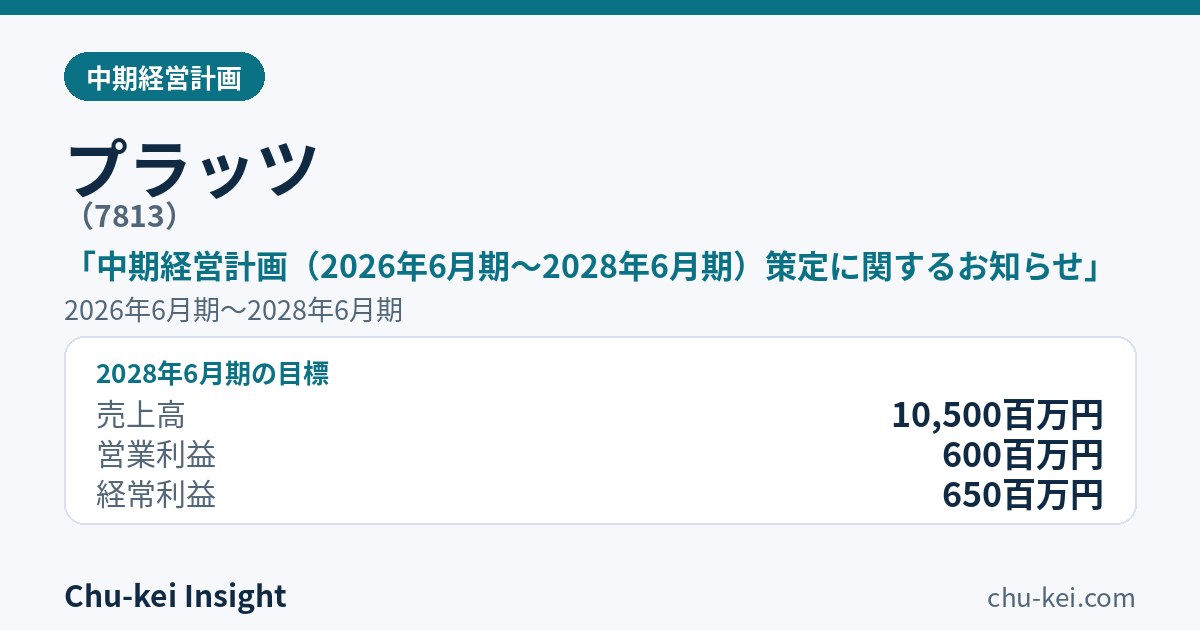 中期経営計画
プラッツ
（7813）
「中期経営計画（2026年6月期～2028年6月期）策定に関するお知らせ」
2026年6月期～2028年6月期
2028年6月期の目標
売上高 10,500百万円
営業利益 600百万円
経常利益 650百万円
Chu-kei Insight chu-kei.com